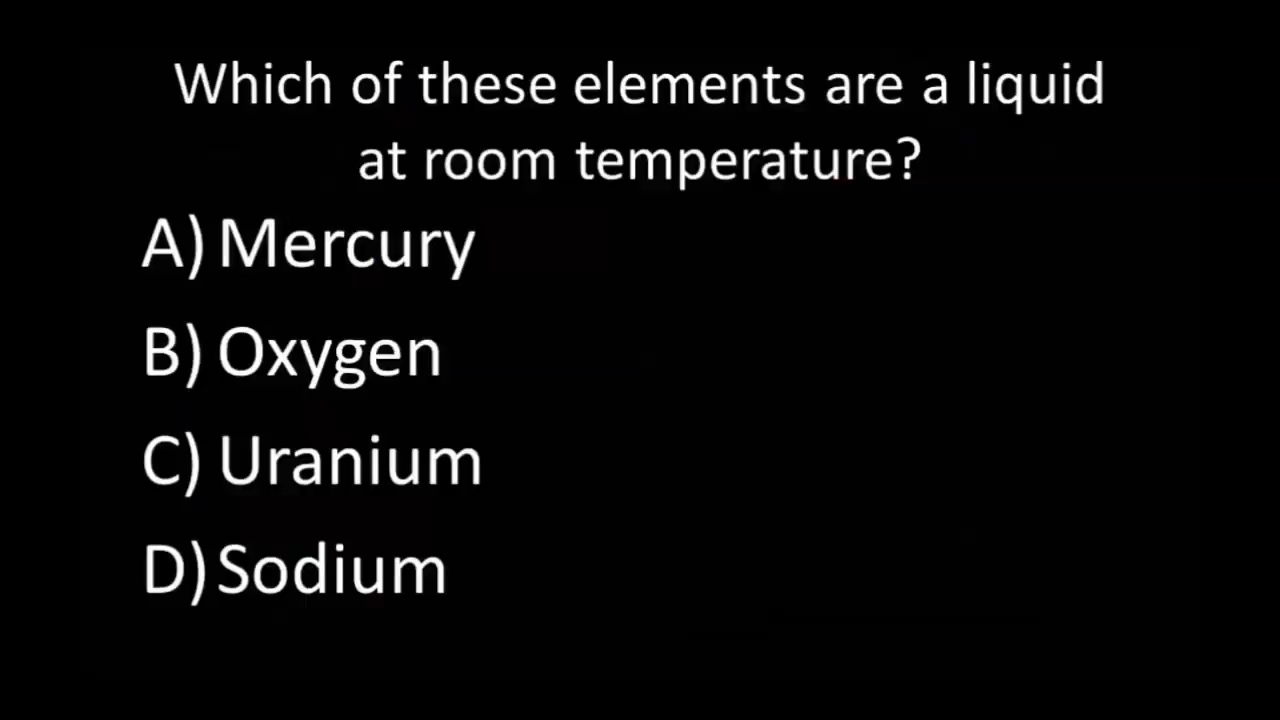 Which of these elements are a liquid
at room temperature?
A) Mercury
B) Oxygen
C) Uranium
D) Sodium